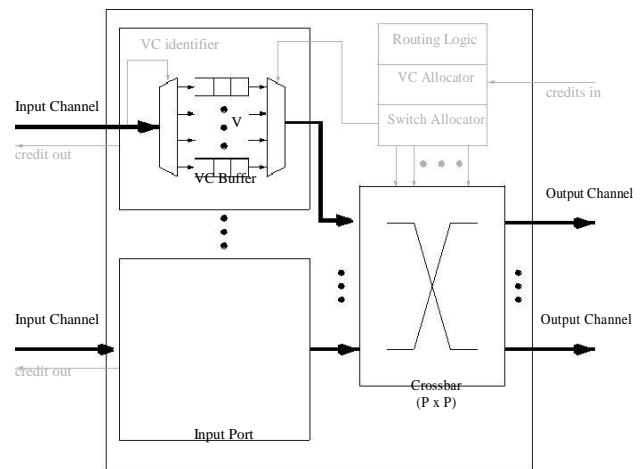 VC identifier
Routing Logic
VC Allocator
credits in
Input Channel
Switch Allocator
V
credit out
VC Buffer
Output Channel
Input Channel
Output Channel
credit out
Crossbar
(P x P)
Input Port